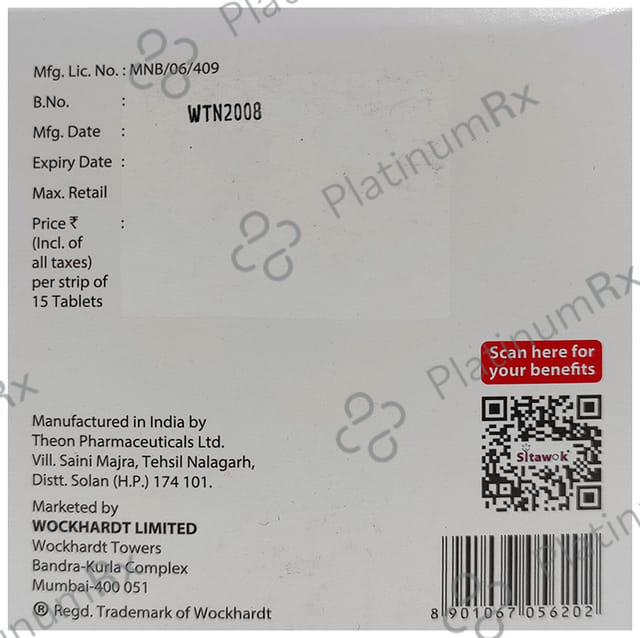 Mfg. Lic. No. : MNB/06/409
B.No. :
WTN2008
Mfg. Date :
Expiry Date :
Max. Retail
Price ₹ :
(Incl. of
all taxes)
per strip of
15 Tablets
Scan here for
your benefits
Sitawok
Manufactured in India by
Theon Pharmaceuticals Ltd.
Vill. Saini Majra, Tehsil Nalagarh,
Distt. Solan (H.P.) 174 101.
Marketed by
WOCKHARDT LIMITED
Wockhardt Towers
Bandra-Kurla Complex
Mumbai-400 051
® Regd. Trademark of Wockhardt
8 901067 056202
PlatinumRx
PlatinumRx
PlatinumRx